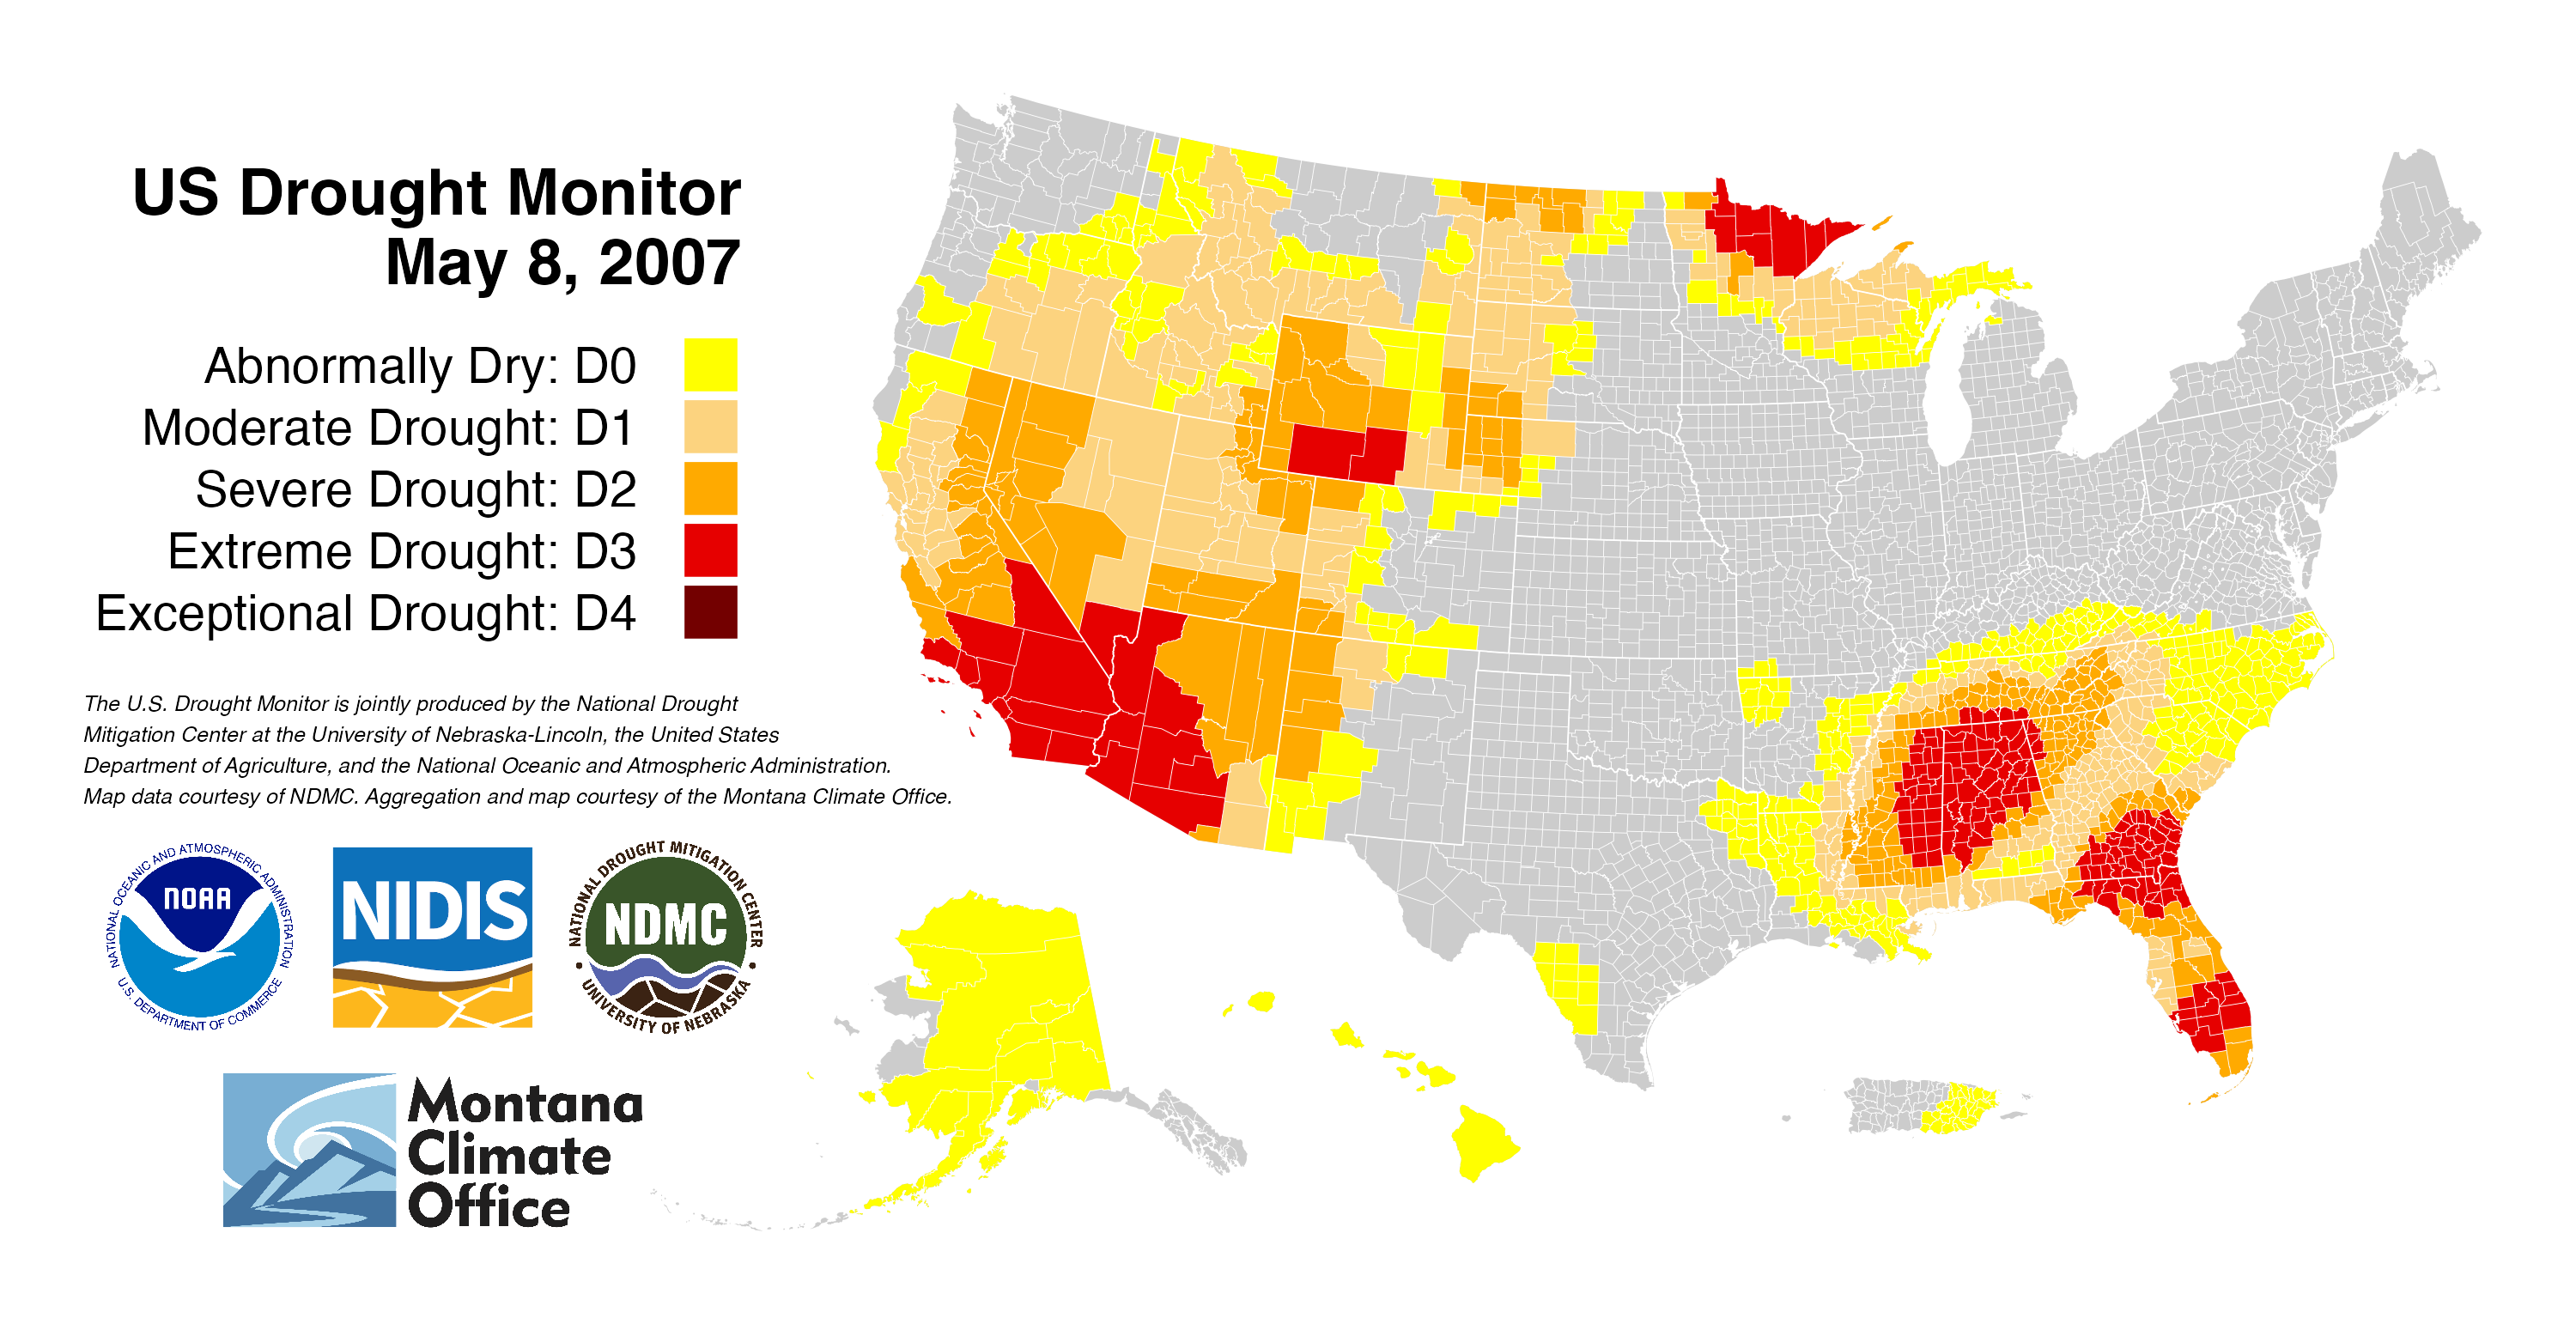 US Drought Monitor
May 8, 2007
Abnormally Dry: D0
Moderate Drought: D1
Severe Drought: D2
Extreme Drought: D3
Exceptional Drought: D4
The U.S. Drought Monitor is jointly produced by the National Drought
Mitigation Center at the University of Nebraska-Lincoln, the United States
Department of Agriculture, and the National Oceanic and Atmospheric Administration.
Map data courtesy of NDMC. Aggregation and map courtesy of the Montana Climate Office.
NATIONAL OCEANIC AND ATMOSPHERIC ADMINISTRATION
NOAA
U.S. DEPARTMENT OF COMMERCE
NIDIS
NATIONAL DROUGHT MITIGATION CENTER
NDMC
UNIVERSITY OF NEBRASKA
Montana
Climate
Office